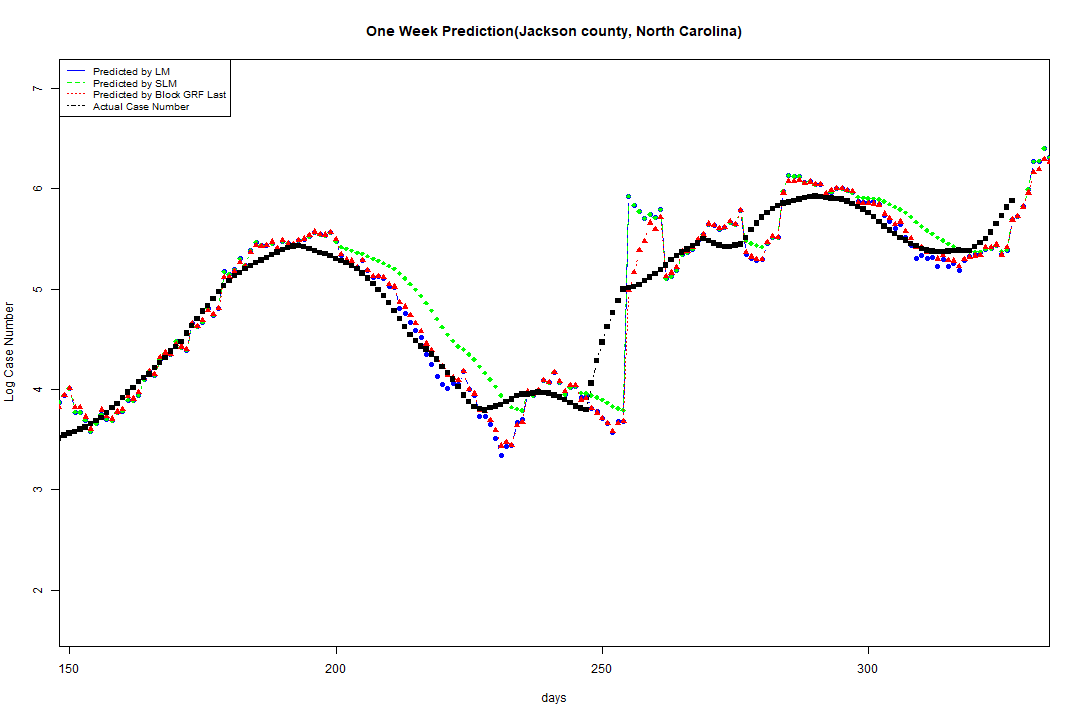 One Week Prediction(Jackson county, North Carolina)
Predicted by LM
Predicted by SLM
Predicted by Block GRF Last
Actual Case Number
7
6
5
4
3
2
Log Case Number
150
200
250
300
days